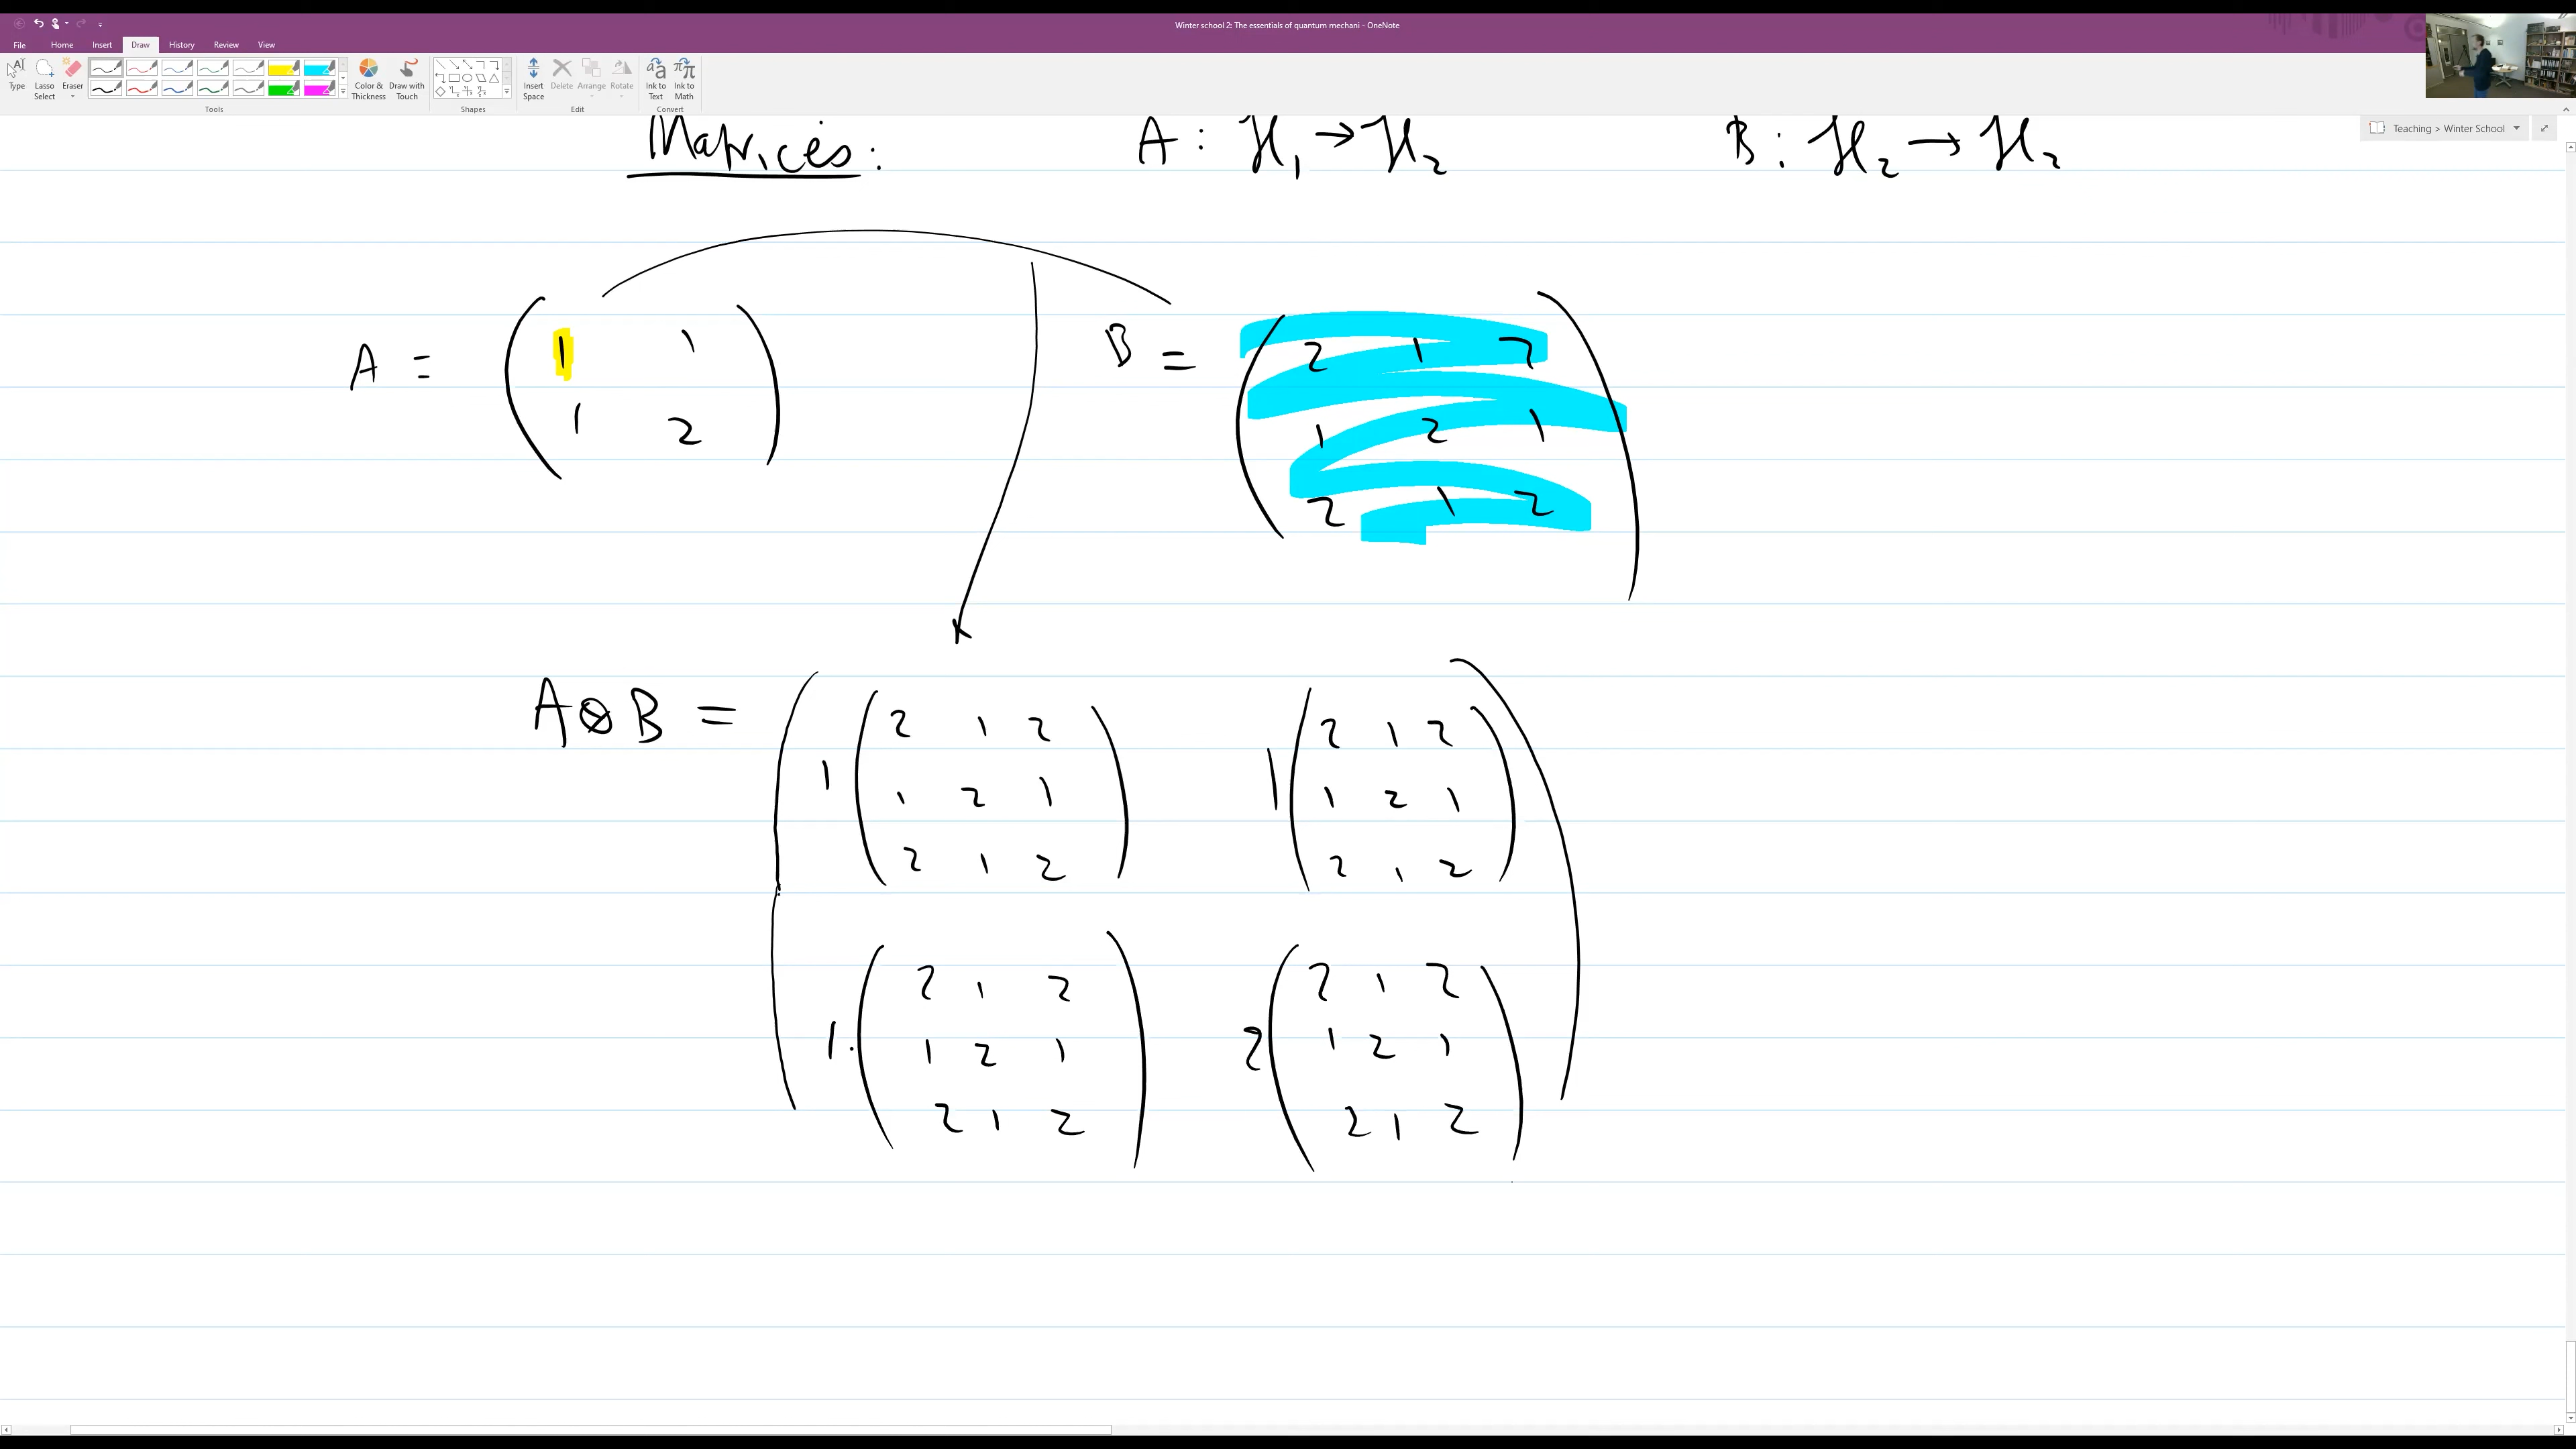 Winter school 2: The essentials of quantum mechani - OneNote
File Home Insert Draw History Review View
Type Lasso Select Eraser Color & Thickness Draw with Touch Insert Space Delete Arrange Rotate Ink to Text Ink to Math
Tools Shapes Edit Convert
Teaching > Winter School
Matrices: A : ℋ₁ → ℋ₂ B : ℋ₂ → ℋ₂
A = ( 1 1 B = ( 2 1 2
1 2 ) 1 2 1
2 1 2 )
A ⊗ B = ( 1 ( 2 1 2 1 ( 2 1 2
1 2 1 1 2 1
2 1 2 ) 2 1 2 )
1 · ( 2 1 2 2 ( 2 1 2
1 2 1 1 2 1
2 1 2 ) 2 1 2 ) )